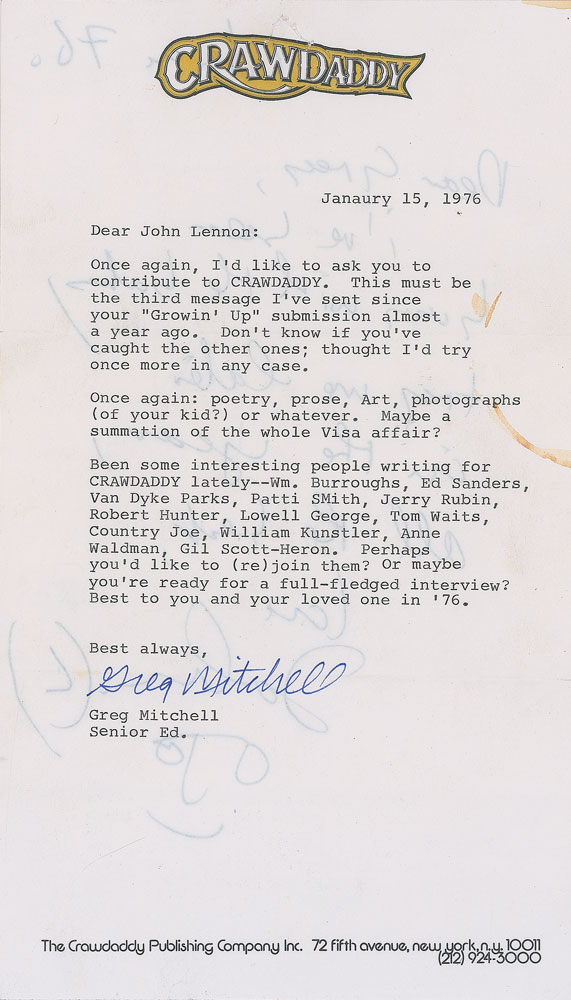 CRAWDADDY
Janaury 15, 1976
Dear John Lennon:
Once again, I'd like to ask you to
contribute to CRAWDADDY.  This must be
the third message I've sent since
your "Growin' Up" submission almost
a year ago.  Don't know if you've
caught the other ones; thought I'd try
once more in any case.
Once again: poetry, prose, Art, photographs
(of your kid?) or whatever.  Maybe a
summation of the whole Visa affair?
Been some interesting people writing for
CRAWDADDY lately--Wm. Burroughs, Ed Sanders,
Van Dyke Parks, Patti SMith, Jerry Rubin,
Robert Hunter, Lowell George, Tom Waits,
Country Joe, William Kunstler, Anne
Waldman, Gil Scott-Heron.  Perhaps
you'd like to (re)join them? Or maybe
you're ready for a full-fledged interview?
Best to you and your loved one in '76.
Best always,
Greg Mitchell
Greg Mitchell
Senior Ed.
The Crawdaddy Publishing Company Inc. 72 fifth avenue, new york, n.y. 10011
(212) 924-3000